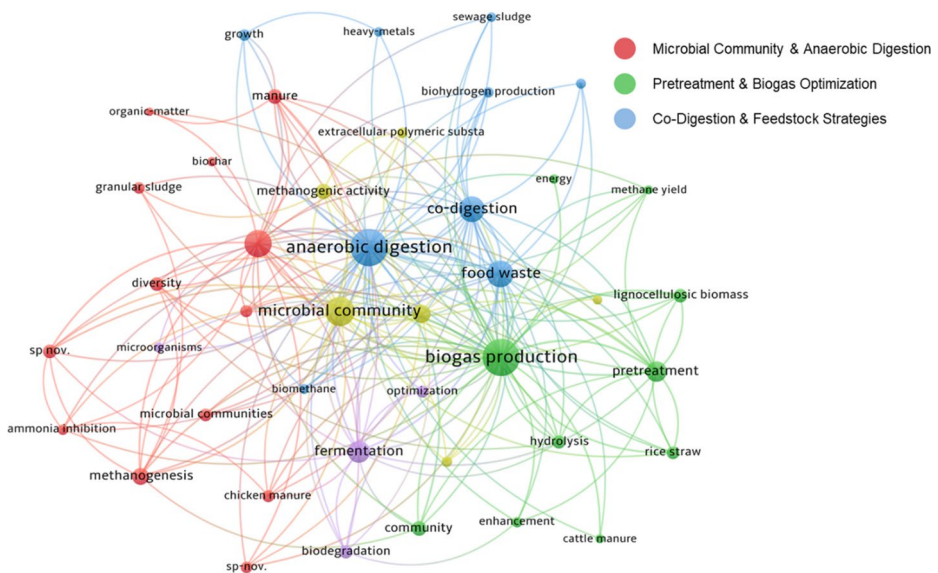 sewage sludge
growth
heavy-metals
Microbial Community & Anaerobic Digestion
Pretreatment & Biogas Optimization
Co-Digestion & Feedstock Strategies
manure
biohydrogen production
organic-matter
extracellular polymeric substa
biochar
granular sludge
methanogenic activity
energy
methane yield
co-digestion
anaerobic digestion
food waste
diversity
lignocellulosic biomass
microbial community
sp nov.
microorganisms
biogas production
pretreatment
biomethane
optimization
microbial communities
ammonia inhibition
hydrolysis
fermentation
rice straw
methanogenesis
chicken manure
community
enhancement
cattle manure
biodegradation
sp-nov.